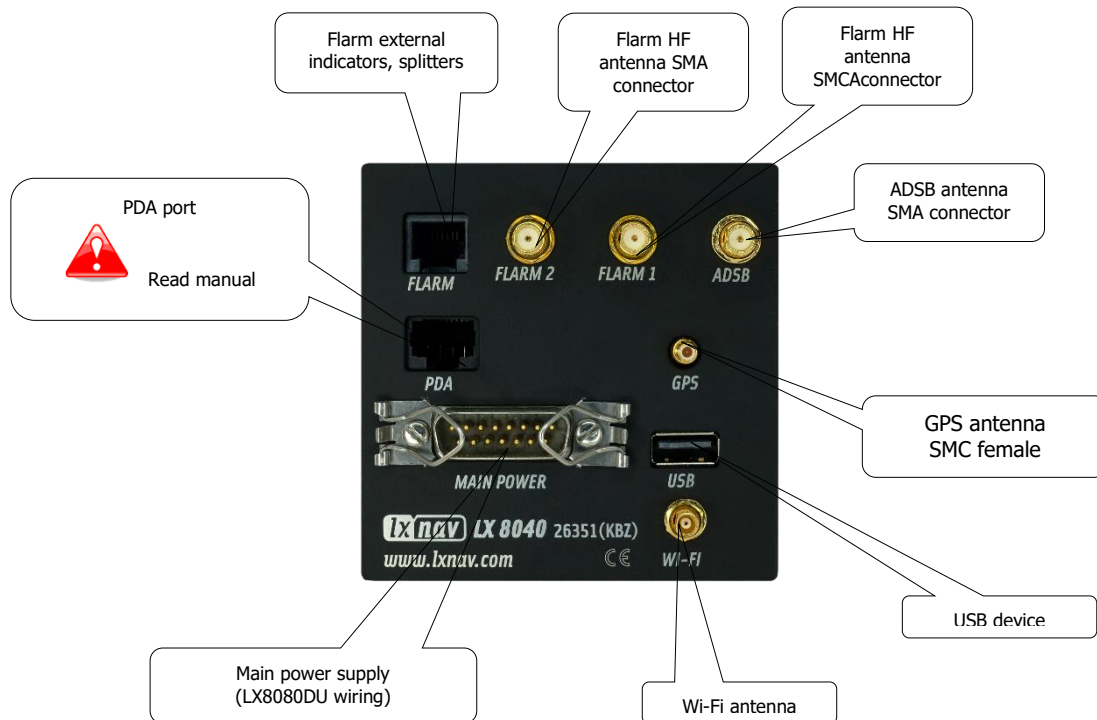 Flarm external
indicators, splitters
Flarm HF
antenna SMA
connector
Flarm HF
antenna
SMCAconnector
PDA port
Read manual
ADSB antenna
SMA connector
FLARM
FLARM 2
FLARM 1
ADSB
PDA
GPS
GPS antenna
SMC female
MAIN POWER
USB
lx nav LX 8040 26351(KBZ)
www.lxnav.com
CE
WI-FI
USB device
Main power supply
(LX8080DU wiring)
Wi-Fi antenna